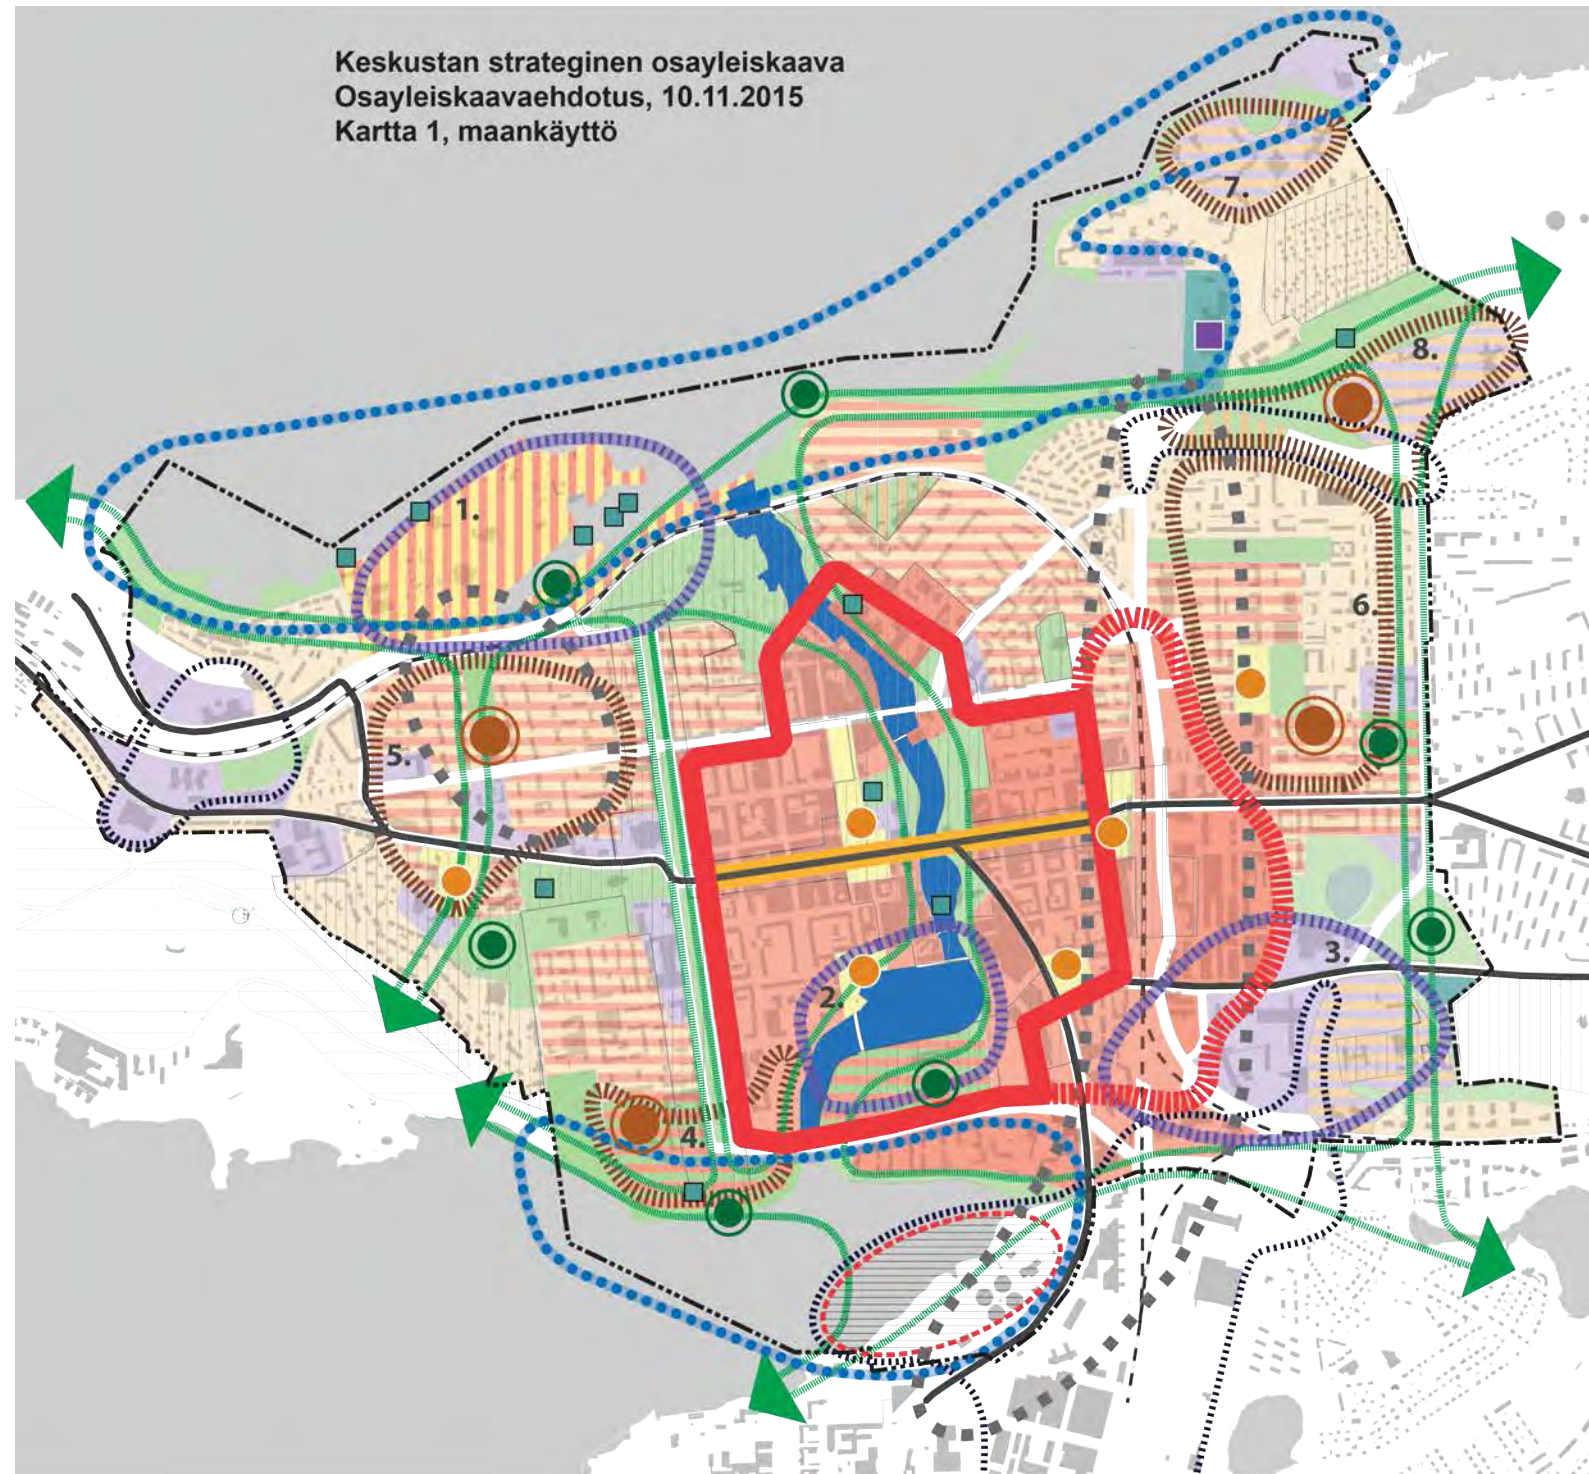 Keskustan strateginen osayleiskaava
Osayleiskaavaehdotus, 10.11.2015
Kartta 1, maankäyttö
7.
8.
1.
6.
5.
3.
2.
4.